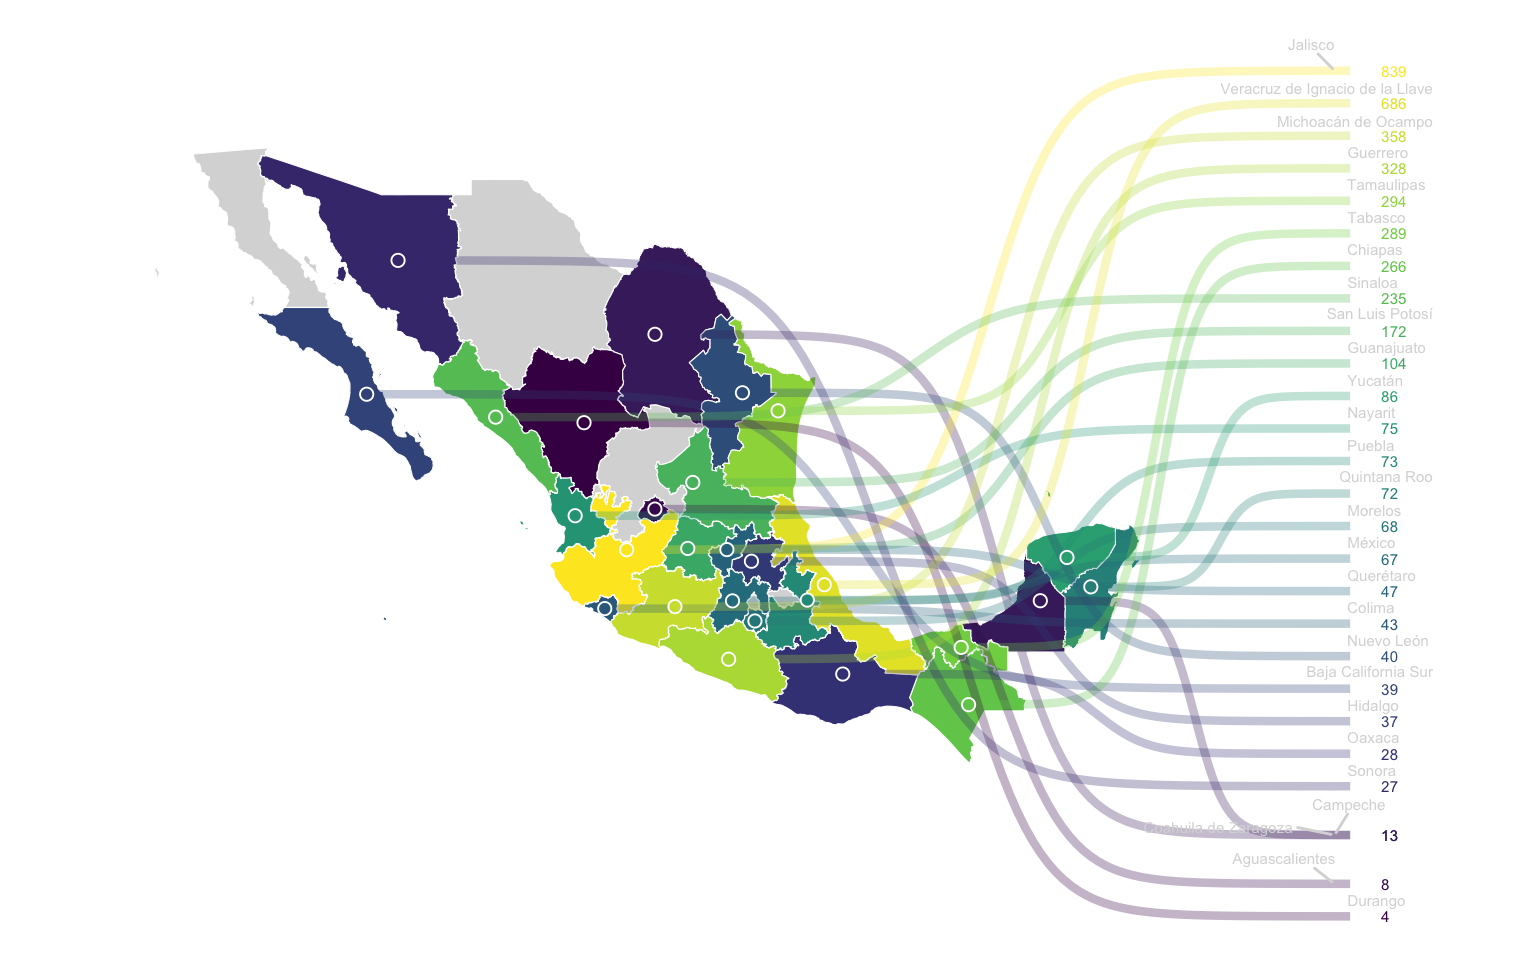 Jalisco
839
Veracruz de Ignacio de la Llave
686
Michoacán de Ocampo
358
Guerrero
328
Tamaulipas
294
Tabasco
289
Chiapas
266
Sinaloa
235
San Luis Potosí
172
Guanajuato
104
Yucatán
86
Nayarit
75
Puebla
73
Quintana Roo
72
Morelos
68
México
67
Querétaro
47
Colima
43
Nuevo León
40
Baja California Sur
39
Hidalgo
37
Oaxaca
28
Sonora
27
Campeche
Coahuila de Zaragoza
13
Aguascalientes
8
Durango
4